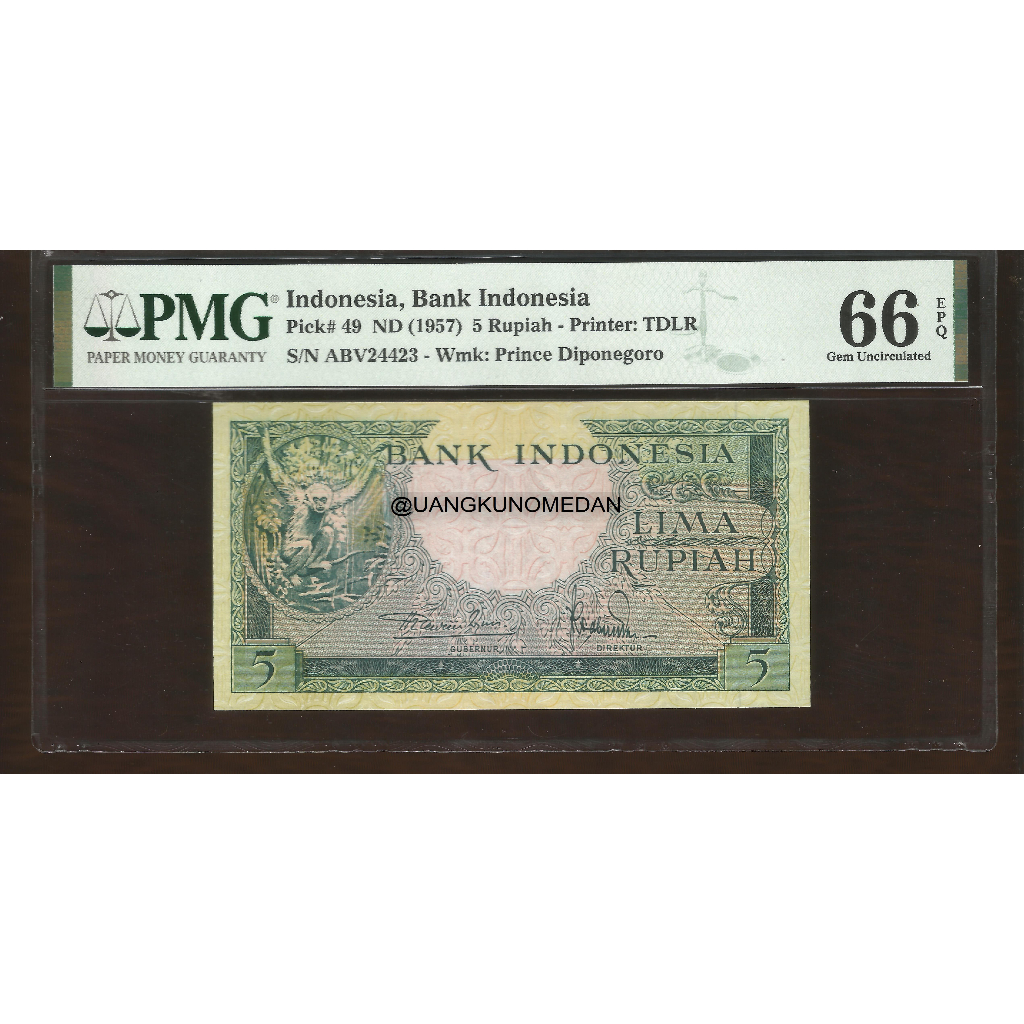 PMG®
PAPER MONEY GUARANTY
Indonesia, Bank Indonesia
Pick# 49 ND (1957) 5 Rupiah - Printer: TDLR
S/N ABV24423 - Wmk: Prince Diponegoro
66
EPQ
Gem Uncirculated
BANK INDONESIA
@UANGKUNOMEDAN
LIMA
RUPIAH
DIREKTUR
5
5